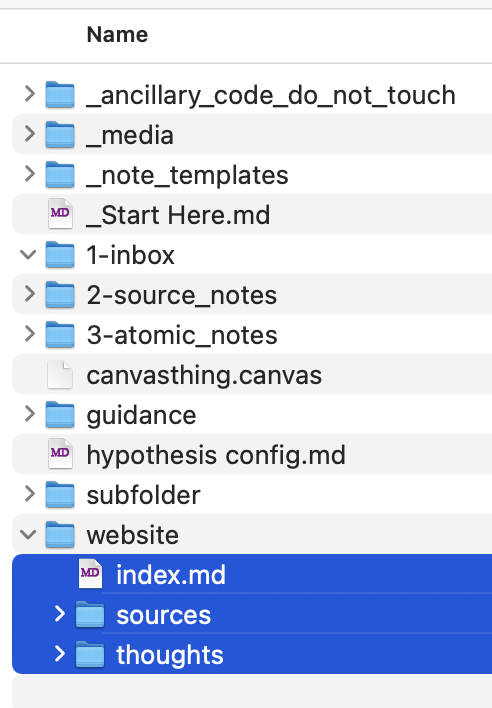 Name
_ancillary_code_do_not_touch
_media
_note_templates
MD _Start Here.md
1-inbox
2-source_notes
3-atomic_notes
canvasthing.canvas
guidance
MD hypothesis config.md
subfolder
website
MD index.md
sources
thoughts